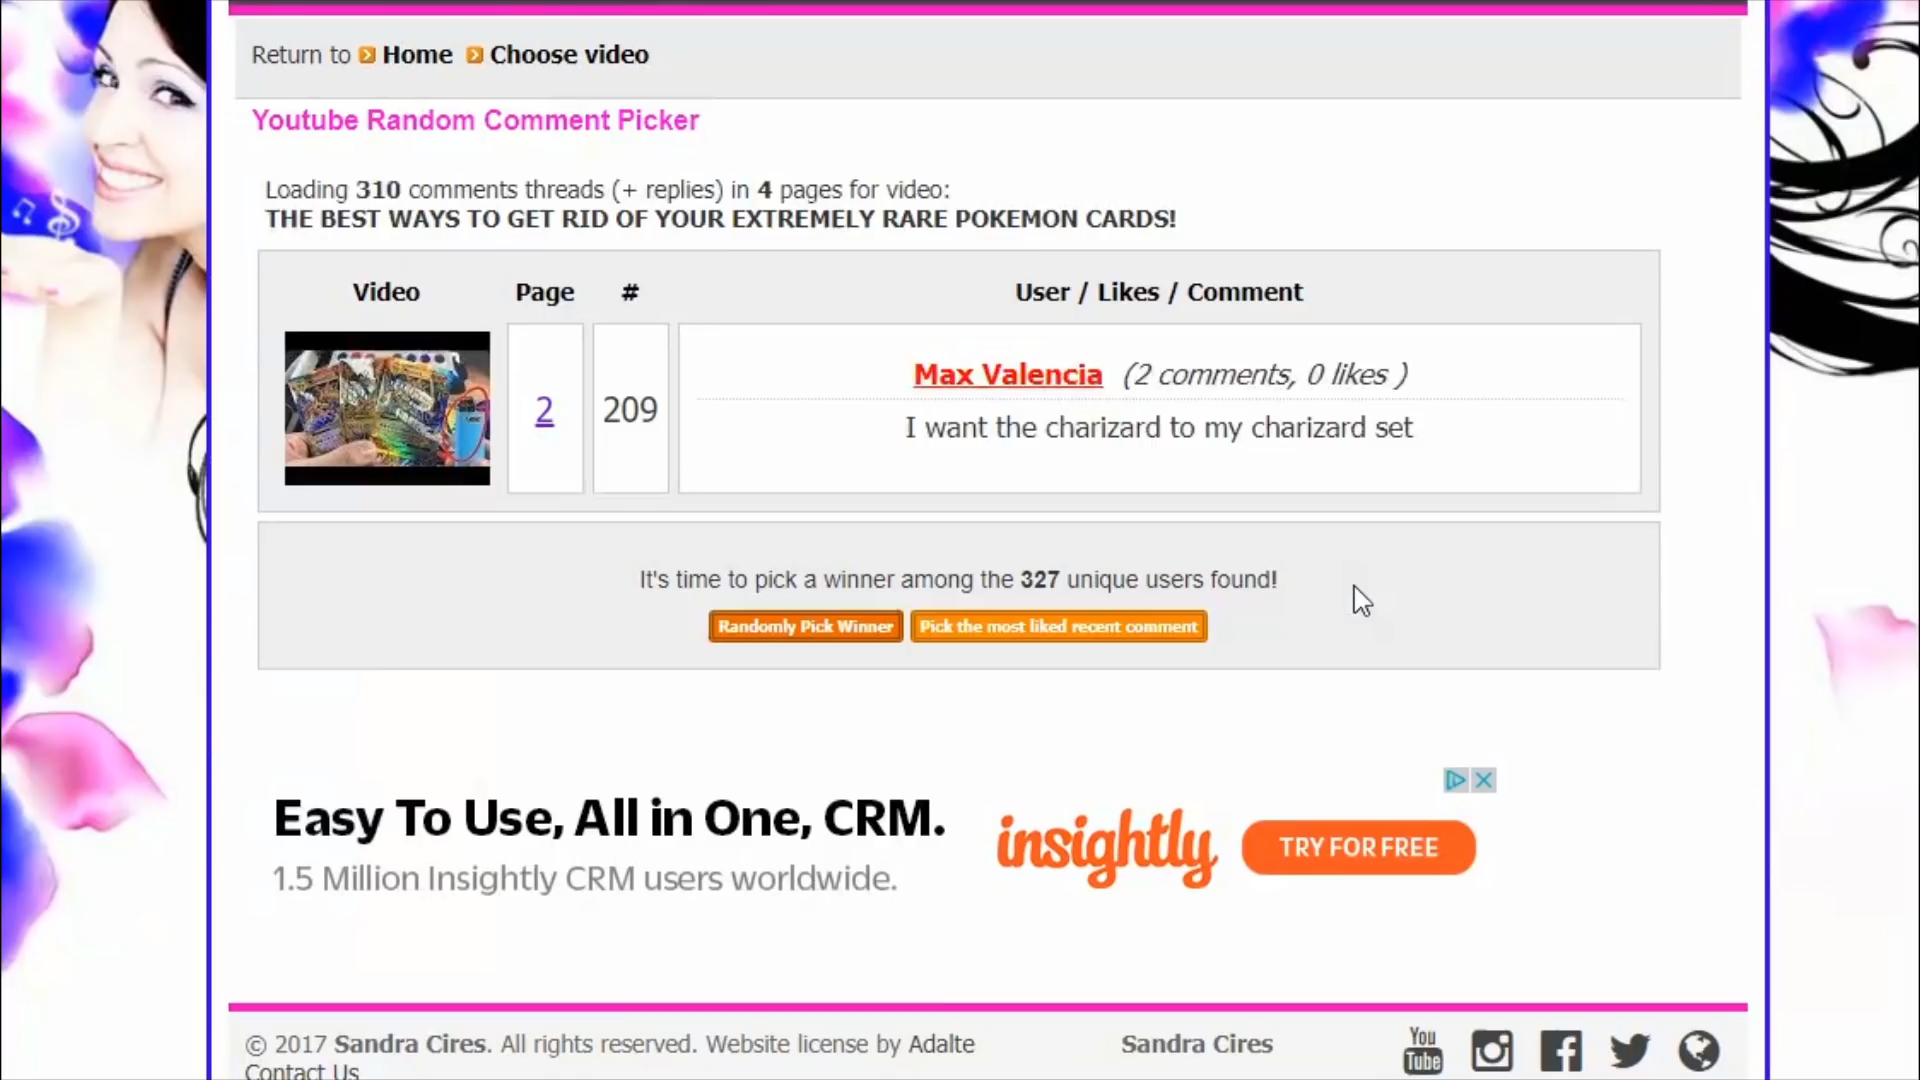 Return to Home Choose video
Youtube Random Comment Picker
Loading 310 comments threads (+ replies) in 4 pages for video:
THE BEST WAYS TO GET RID OF YOUR EXTREMELY RARE POKEMON CARDS!
Video Page # User / Likes / Comment
Max Valencia (2 comments, 0 likes )
2 209
I want the charizard to my charizard set
It's time to pick a winner among the 327 unique users found!
Randomly Pick Winner Pick the most liked recent comment
Easy To Use, All in One, CRM.
1.5 Million Insightly CRM users worldwide.
insightly
TRY FOR FREE
© 2017 Sandra Cires. All rights reserved. Website license by Adalte
Contact Us
Sandra Cires
You Tube